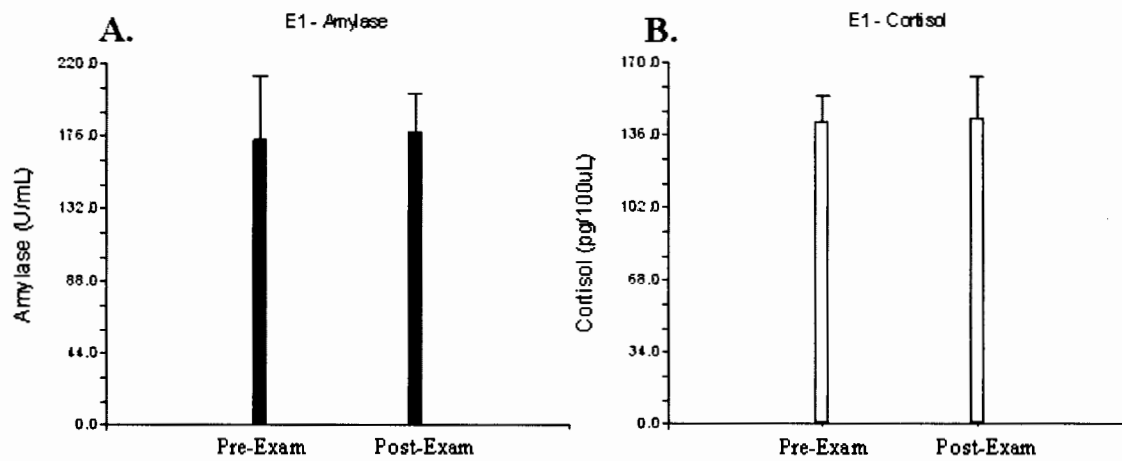 A.
E1 - Amylase
220.0
176.0
132.0
88.0
44.0
0.0
Amylase (U/mL)
Pre-Exam Post-Exam
B.
E1 - Cortisol
170.0
136.0
102.0
68.0
34.0
0.0
Cortisol (pg/100uL)
Pre-Exam Post-Exam